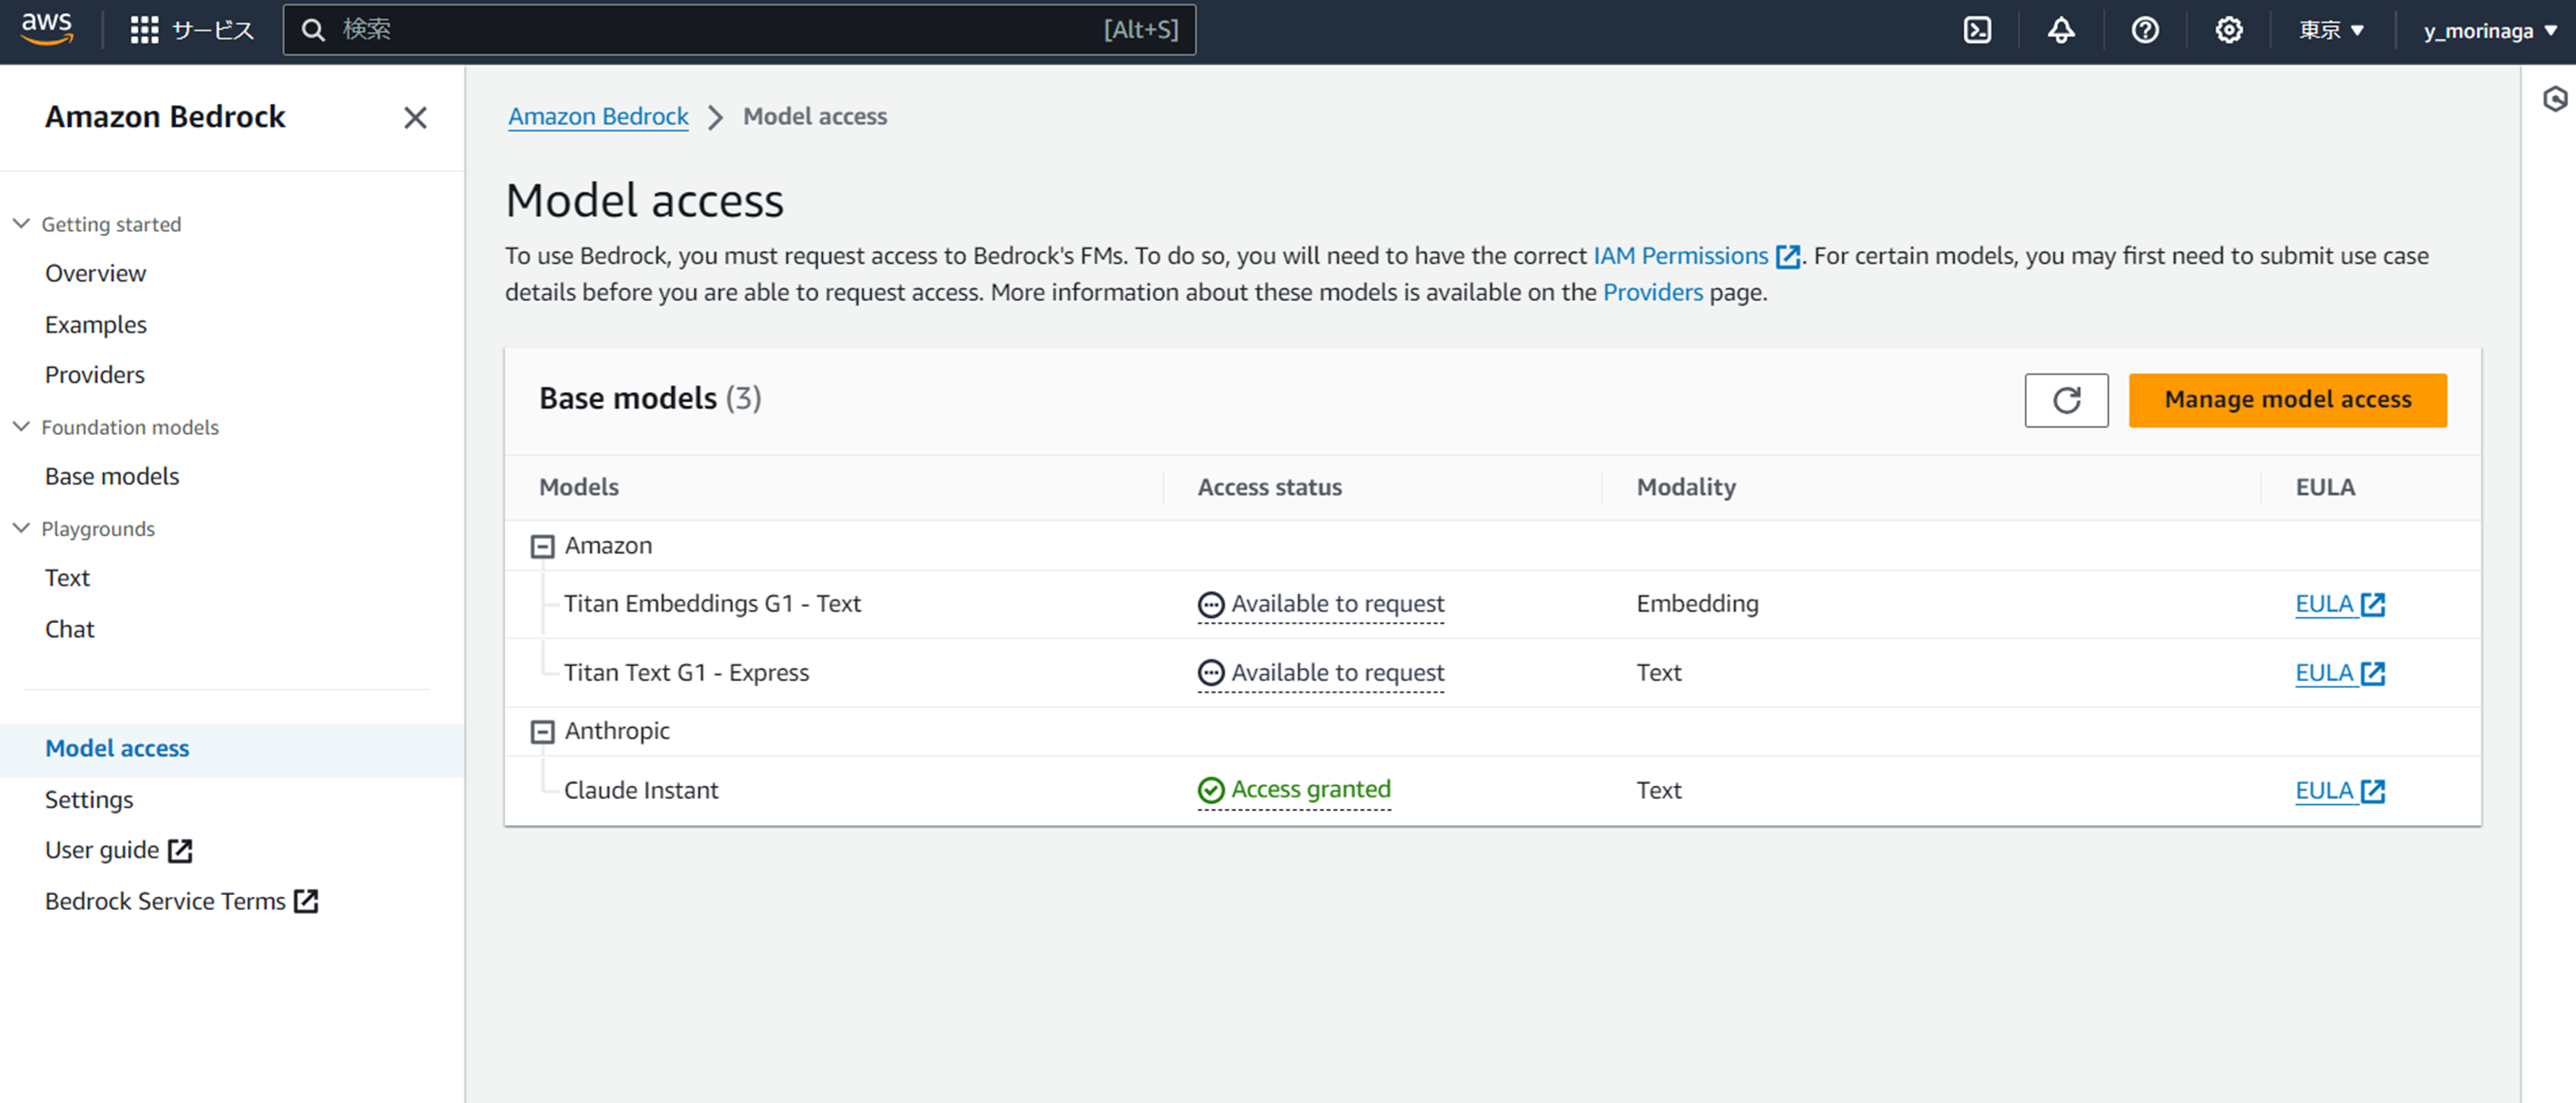 aws サービス 検索 [Alt+S] 東京 y_morinaga
Amazon Bedrock
Getting started
Overview
Examples
Providers
Foundation models
Base models
Playgrounds
Text
Chat
Model access
Settings
User guide
Bedrock Service Terms
Amazon Bedrock Model access
Model access
To use Bedrock, you must request access to Bedrock's FMs. To do so, you will need to have the correct IAM Permissions . For certain models, you may first need to submit use case
details before you are able to request access. More information about these models is available on the Providers page.
Base models (3) Manage model access
Models Access status Modality EULA
Amazon
Titan Embeddings G1 - Text Available to request Embedding EULA
Titan Text G1 - Express Available to request Text EULA
Anthropic
Claude Instant Access granted Text EULA